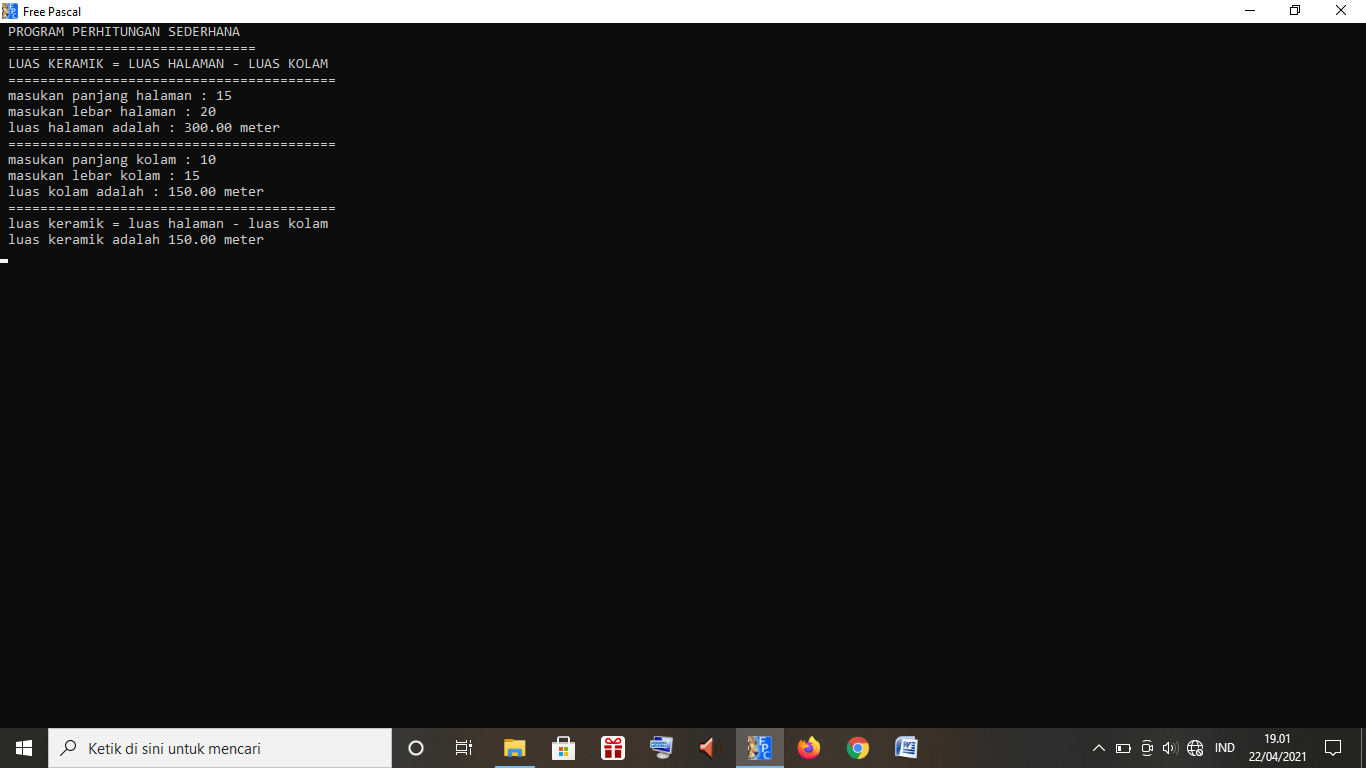 Free Pascal
PROGRAM PERHITUNGAN SEDERHANA
===============================
LUAS KERAMIK = LUAS HALAMAN - LUAS KOLAM
=========================================
masukan panjang halaman : 15
masukan lebar halaman : 20
luas halaman adalah : 300.00 meter
=========================================
masukan panjang kolam : 10
masukan lebar kolam : 15
luas kolam adalah : 150.00 meter
=========================================
luas keramik = luas halaman - luas kolam
luas keramik adalah 150.00 meter
Ketik di sini untuk mencari
IND
19.01
22/04/2021